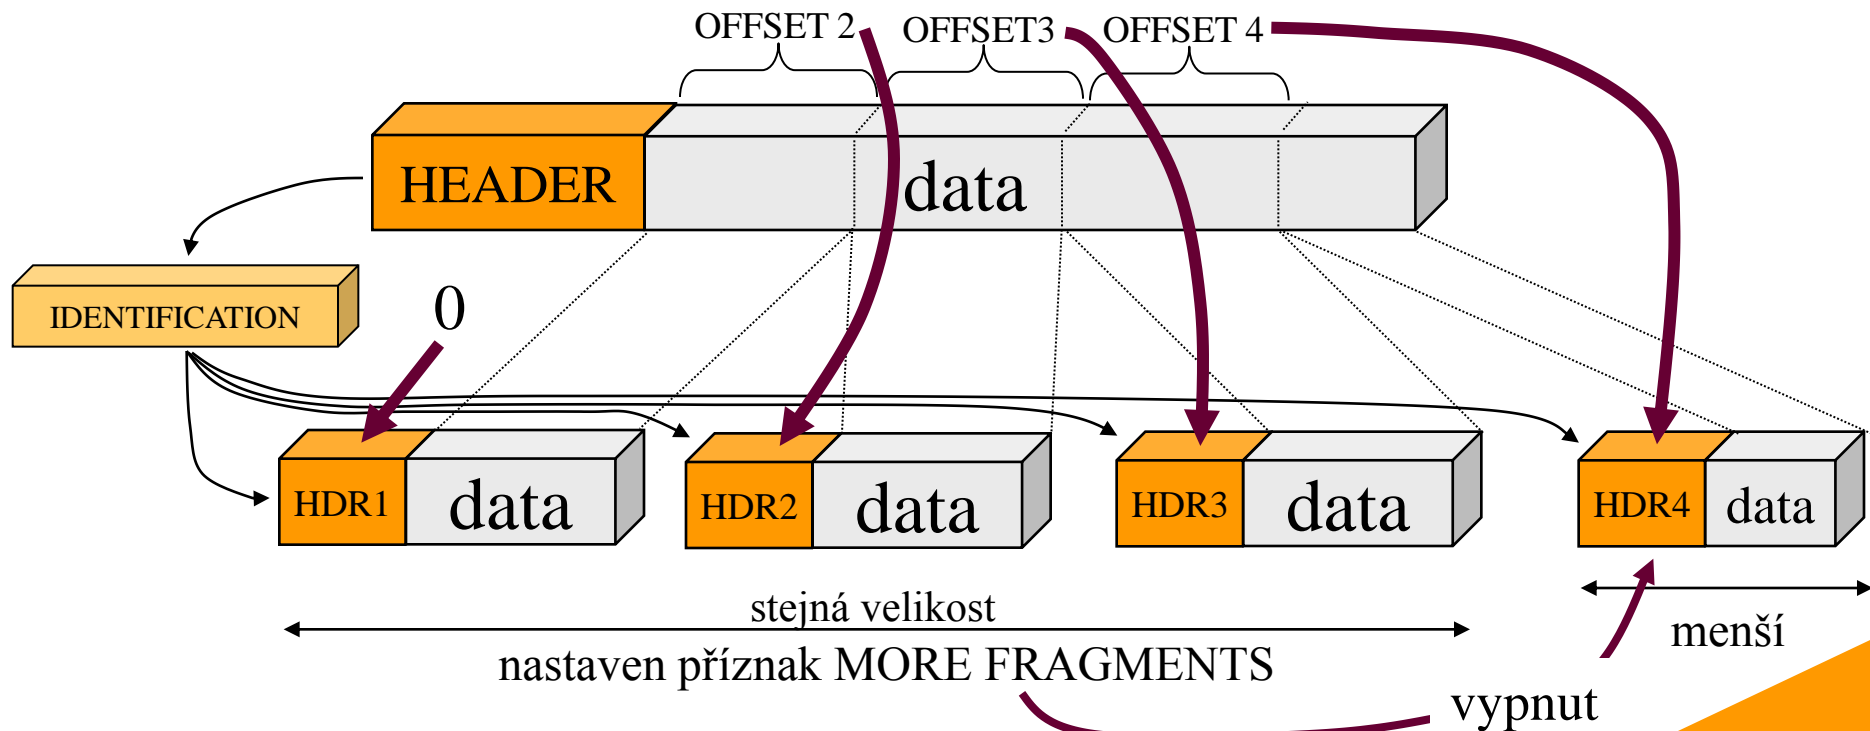 OFFSET 2 OFFSET3 OFFSET 4
HEADER data
IDENTIFICATION
0
HDR1 data HDR2 data HDR3 data HDR4 data
stejná velikost
menší
nastaven příznak MORE FRAGMENTS
vypnut